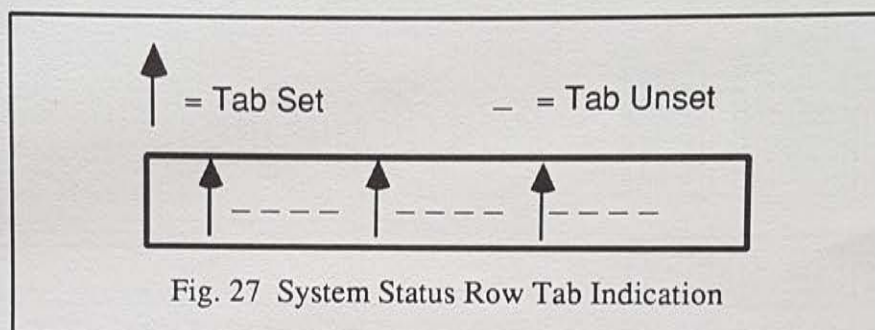 = Tab Set _ = Tab Unset
_ _ _ _ _ _ _ _ _ _ _ _
Fig. 27 System Status Row Tab Indication